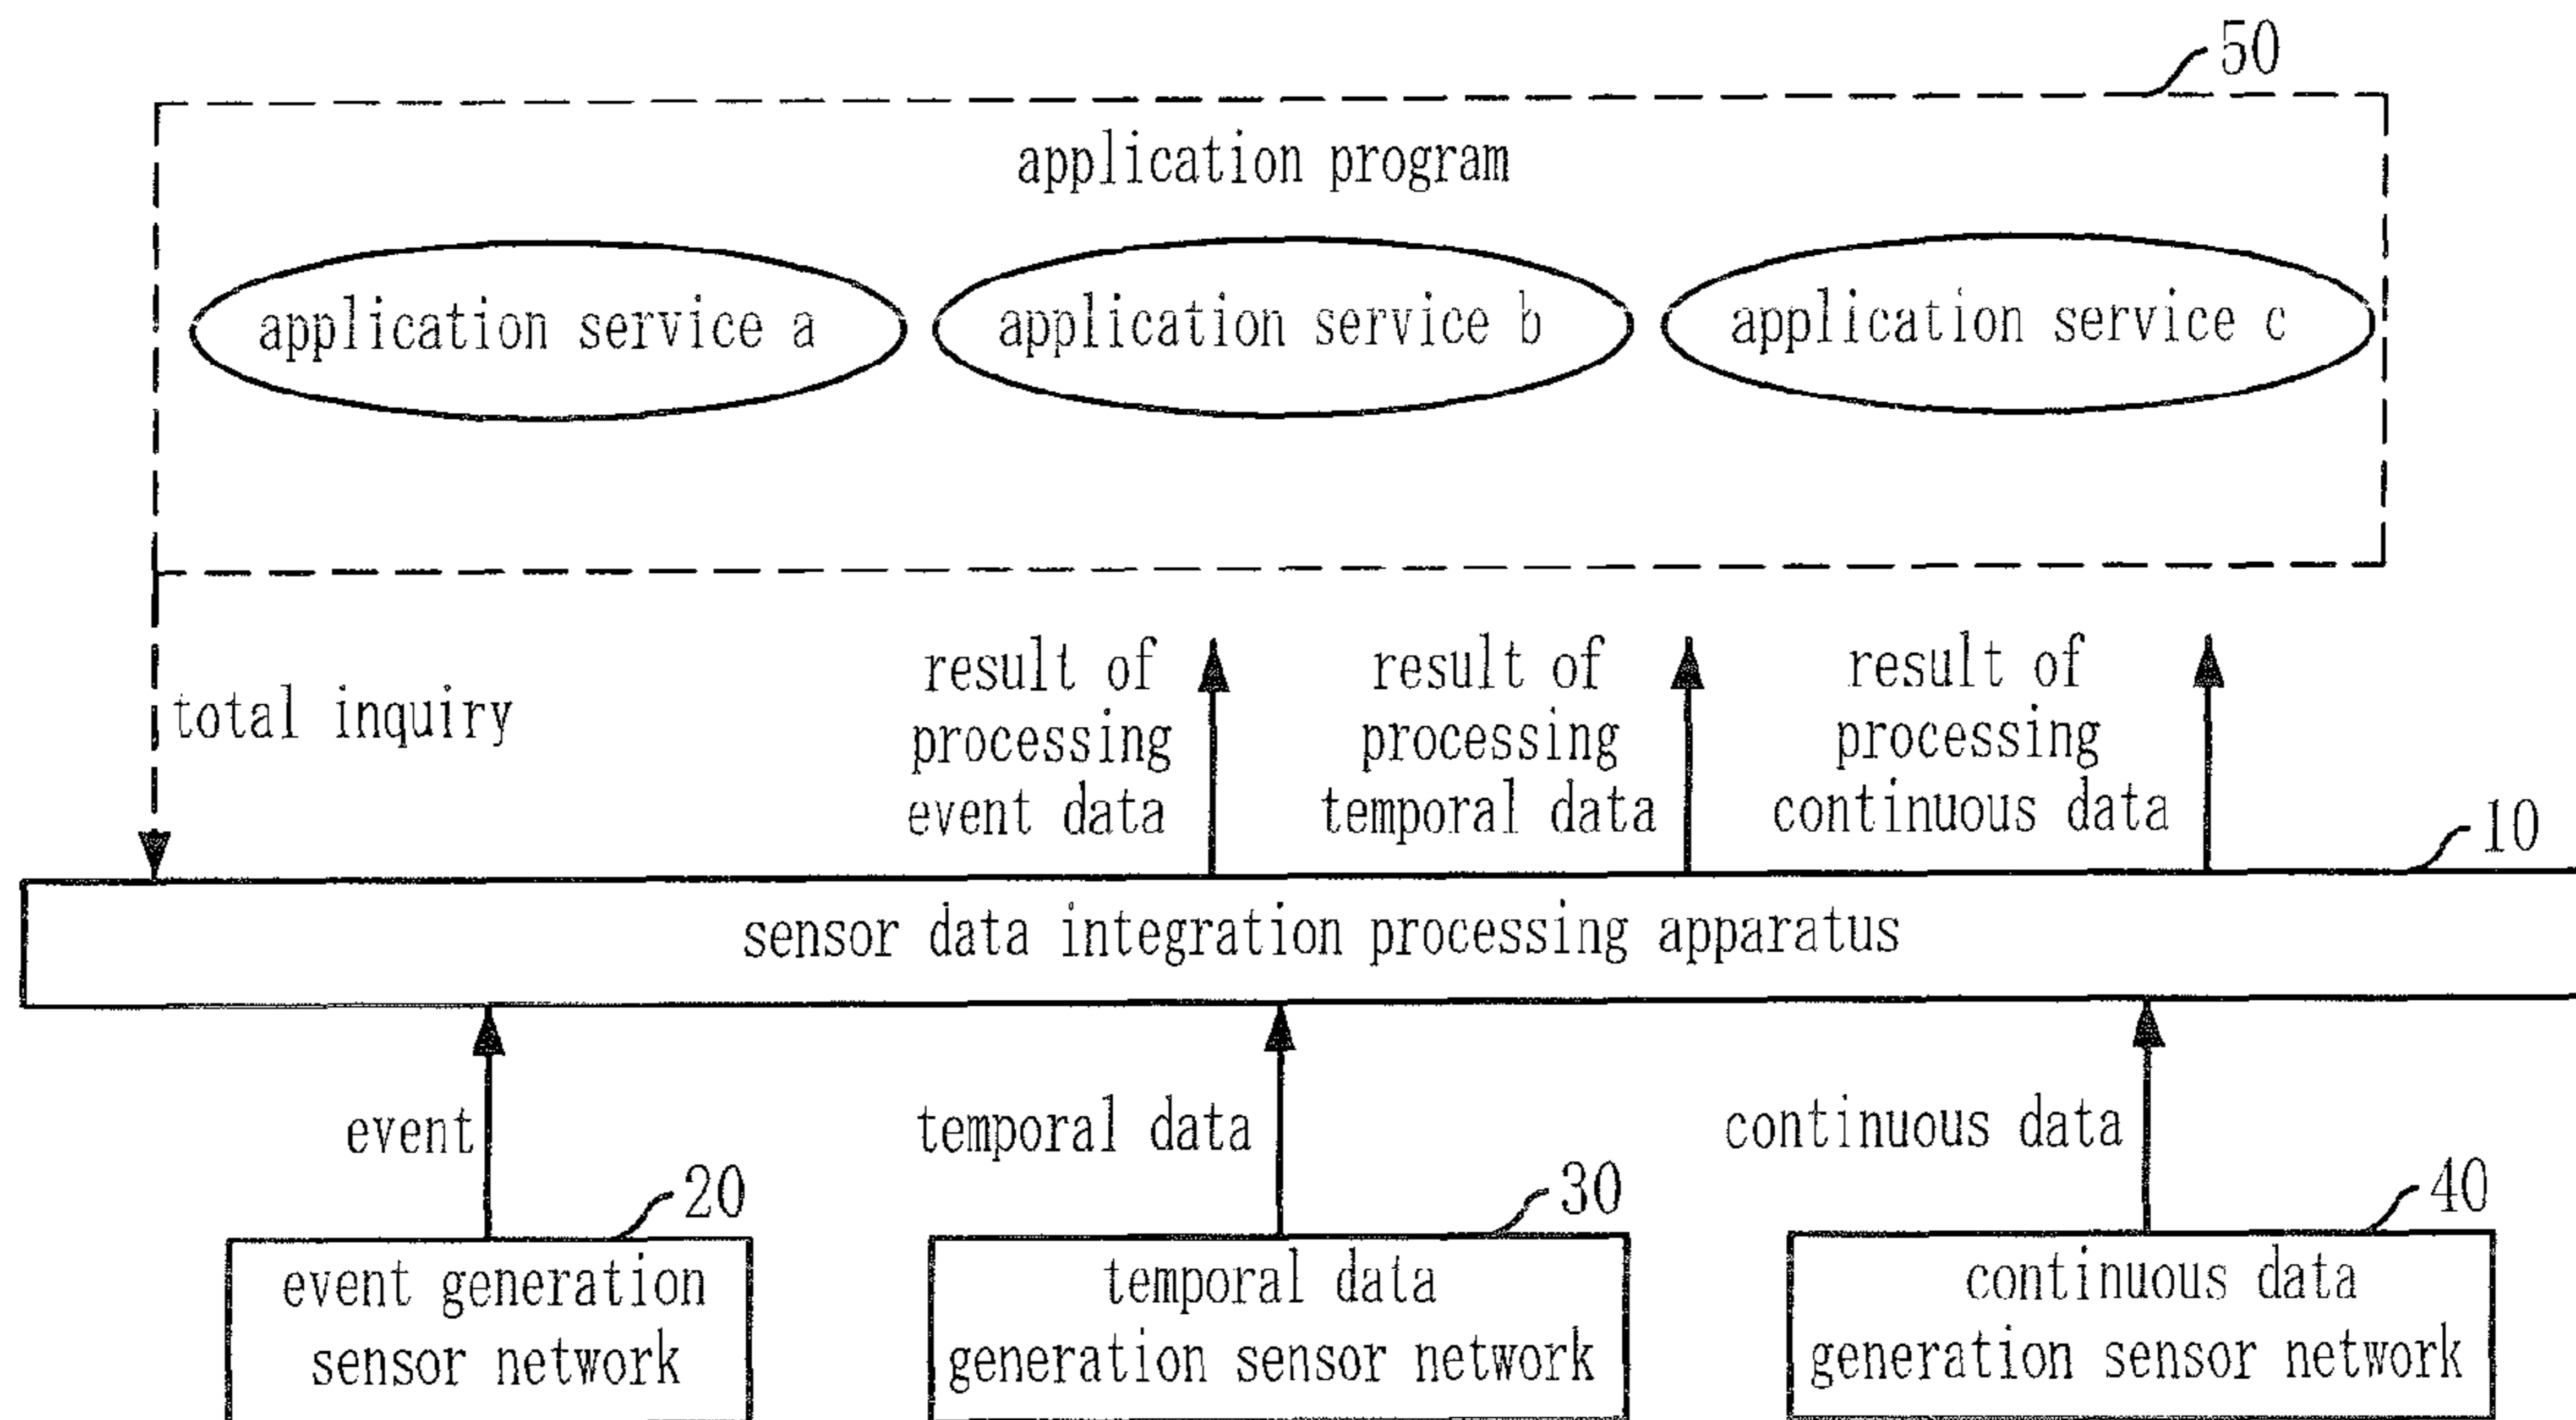 50
application program
application service a
application service b
application service c
total inquiry
result of
processing
event data
result of
processing
temporal data
result of
processing
continuous data
10
sensor data integration processing apparatus
event
temporal data
continuous data
20
30
40
event generation
sensor network
temporal data
generation sensor network
continuous data
generation sensor network